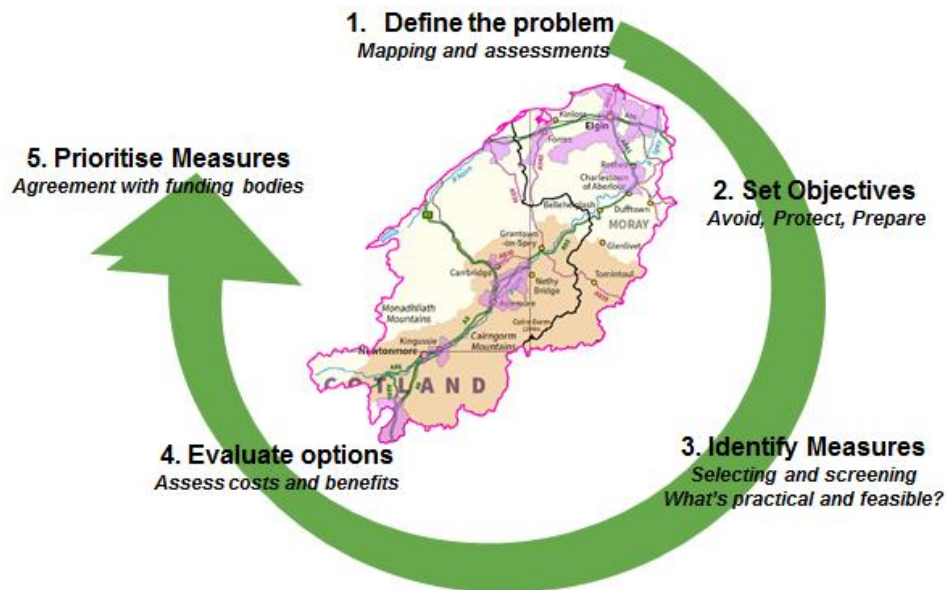 1. Define the problem
Mapping and assessments
5. Prioritise Measures
Agreement with funding bodies
2. Set Objectives
Avoid, Protect, Prepare
3. Identify Measures
Selecting and screening
What's practical and feasible?
4. Evaluate options
Assess costs and benefits
Kinloss
Elgin
Forres
Rothes
Charlestown
of Aberlour
Dufftown
MORAY
Grantown
-on-Spey
Glenlivet
Carrbridge
Tomintoul
Nethy
Bridge
Monadhliath
Mountains
Cairngorm
Mountains
Kingussie
Newtonmore
COTLAND